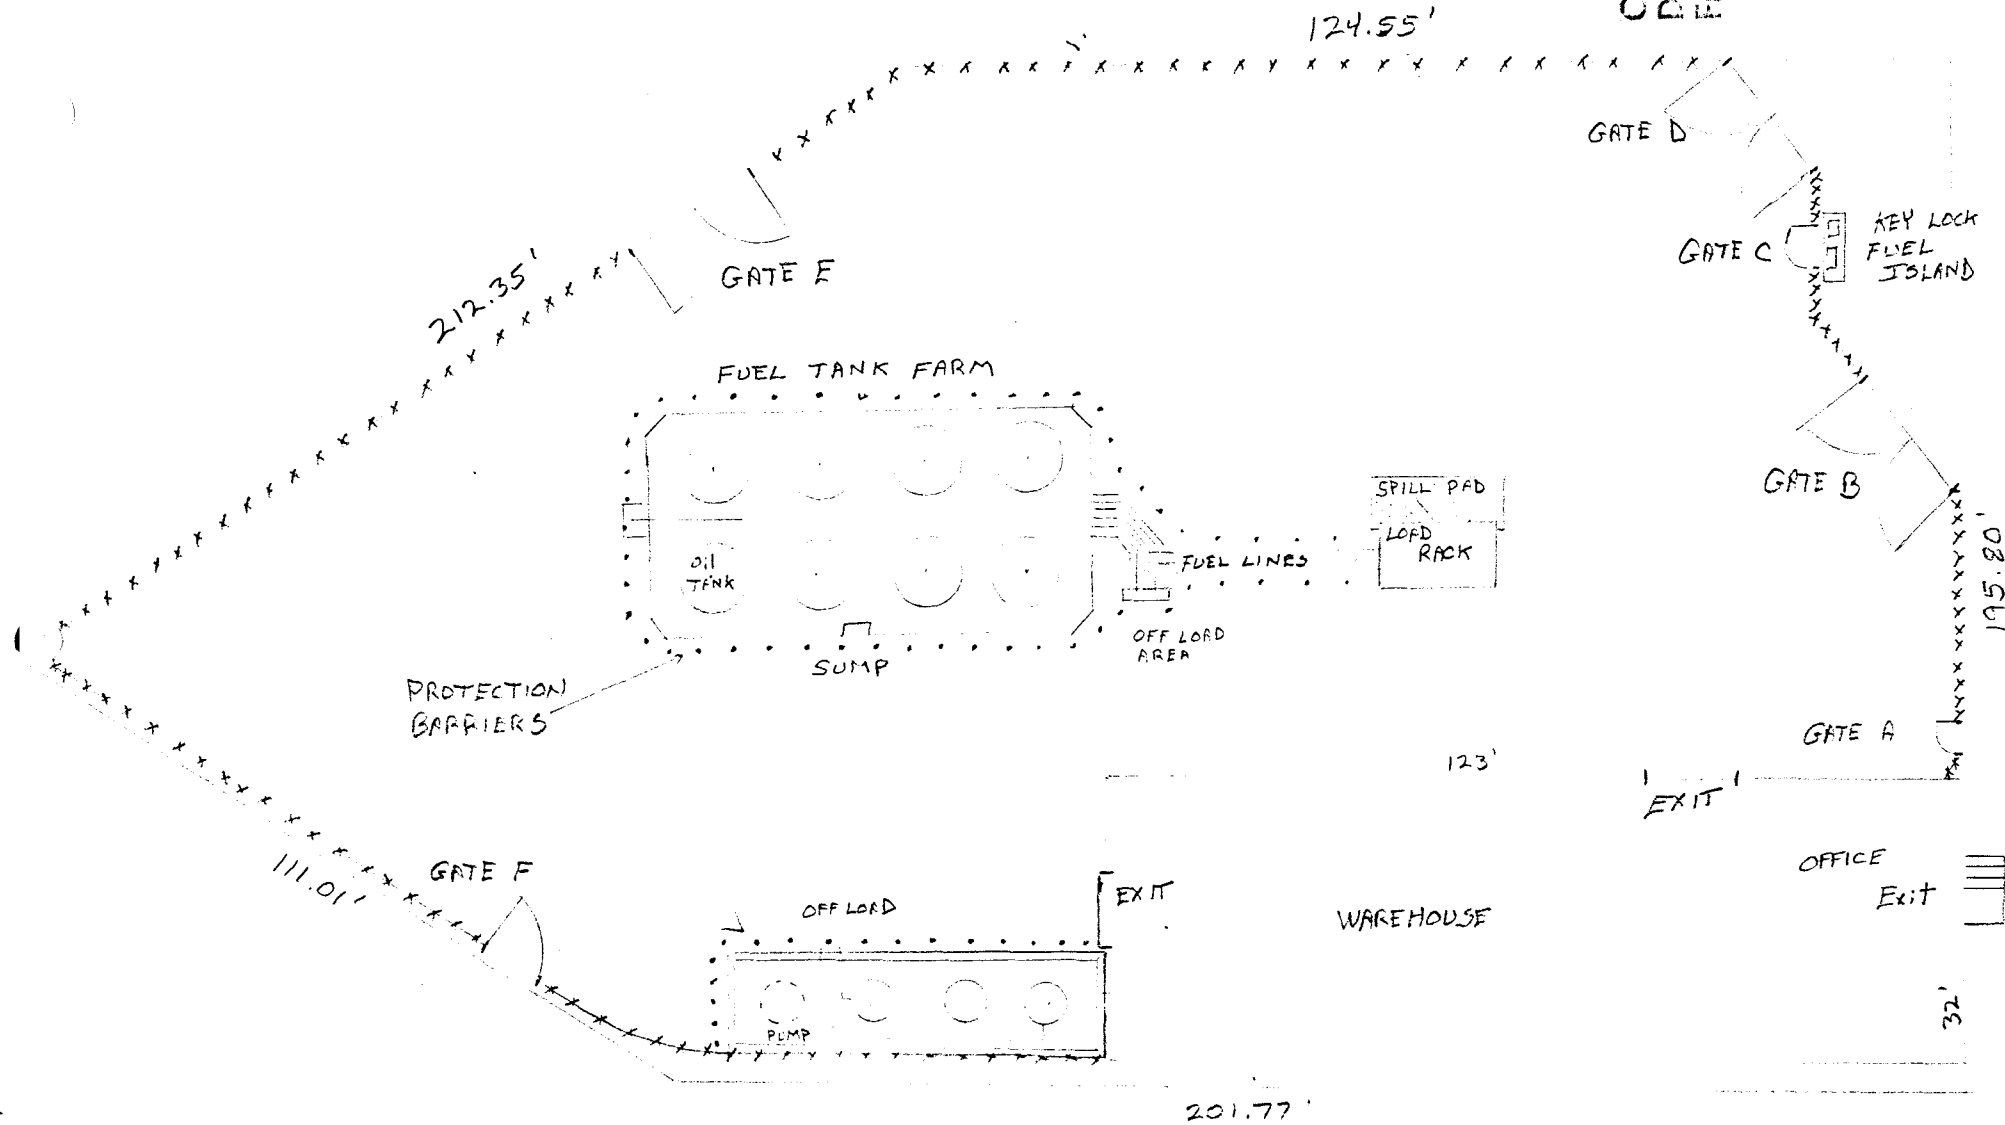 124.55'
GATE D
KEY LOCK
FUEL
ISLAND
GATE C
GATE E
212.35'
FUEL TANK FARM
GATE B
SPILL PAD
LOAD
RACK
Oil
TANK
FUEL LINES
195.80'
OFF LOAD
AREA
SUMP
PROTECTION
BARRIERS
GATE A
123'
EXIT
OFFICE
Exit
GATE F
111.01'
EXIT
OFF LOAD
WAREHOUSE
32'
PUMP
201.77'